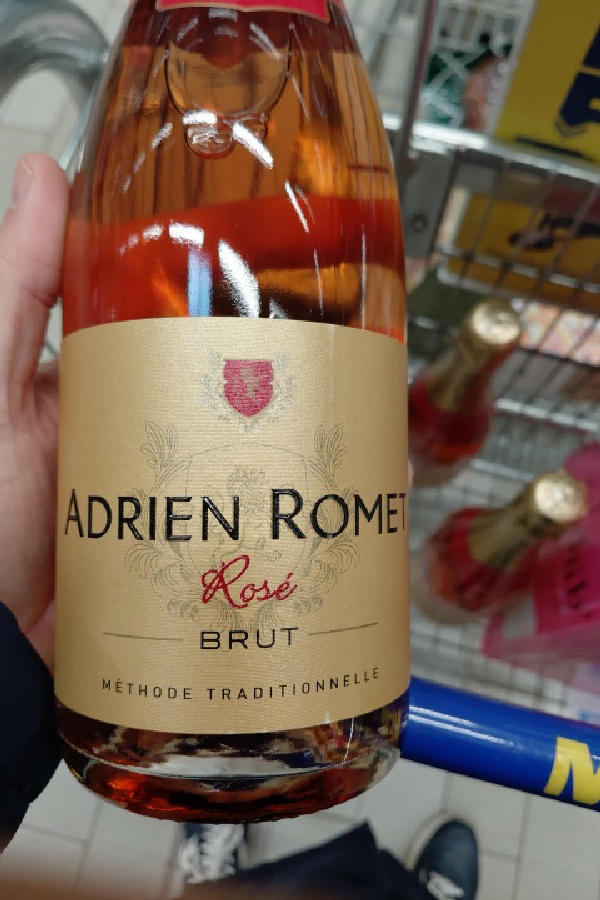 ADRIEN ROMET
Rosé
BRUT
MÉTHODE TRADITIONNELLE